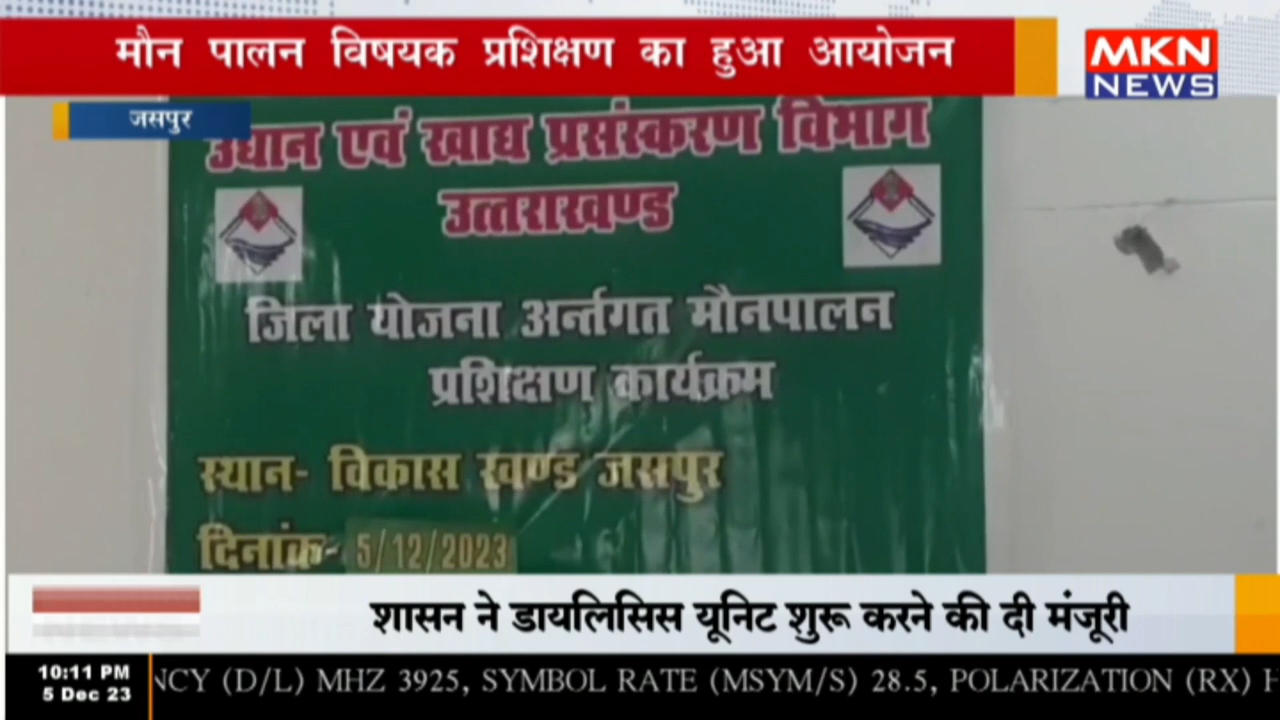 मौन पालन विषयक प्रशिक्षण का हुआ आयोजन
MKN
NEWS
जसपुर
उधान एवं खाद्य प्रसंस्करण विभाग
उत्तराखण्ड
जिला योजना अर्न्तगत मौनपालन
प्रशिक्षण कार्यक्रम
स्थान- विकास खण्ड जसपुर
दिनांक- 5/12/2023
शासन ने डायलिसिस यूनिट शुरू करने की दी मंजूरी
10:11 PM
5 Dec 23
NCY (D/L) MHZ 3925, SYMBOL RATE (MSYM/S) 28.5, POLARIZATION (RX) H